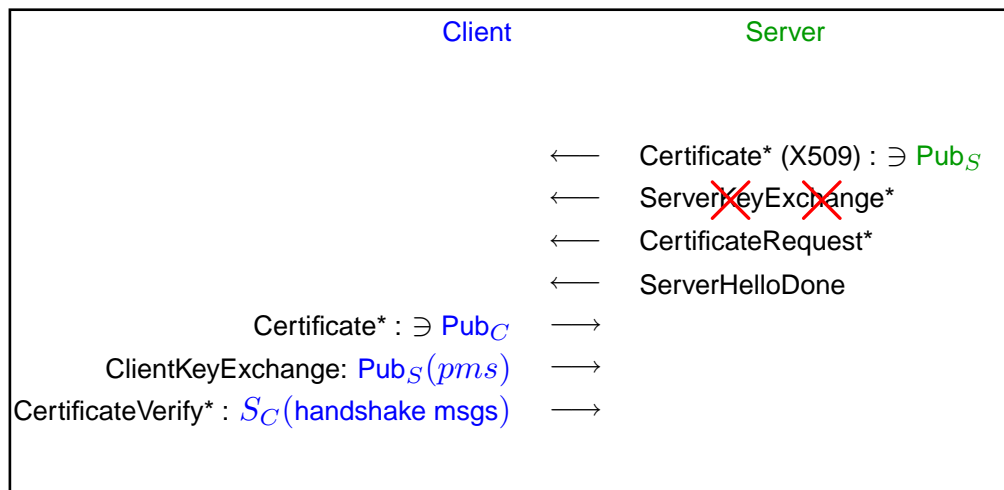 Client Server
⟵ Certificate* (X509) : ∋ Pub_S
⟵ ServerKeyExchange*
⟵ CertificateRequest*
⟵ ServerHelloDone
Certificate* : ∋ Pub_C ⟶
ClientKeyExchange: Pub_S(pms) ⟶
CertificateVerify* : S_C(handshake msgs) ⟶